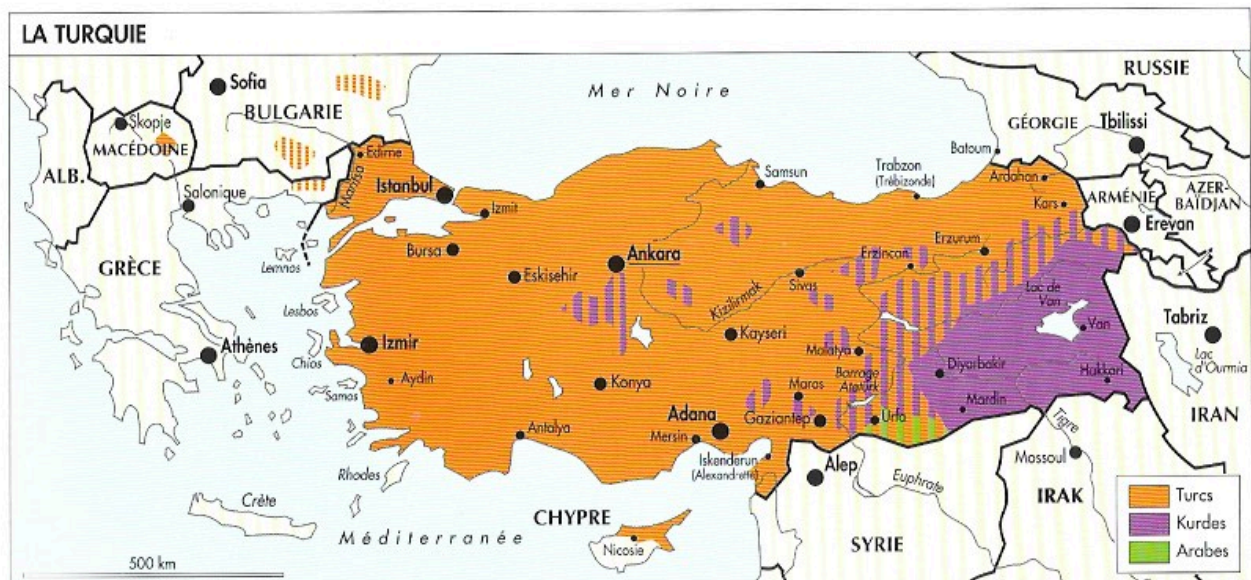 LA TURQUIE
RUSSIE
Sofia
Mer Noire
BULGARIE
GÉORGIE
Tbilissi
Skopje
MACÉDOINE
Batoum
Edirne
ALB.
Samsun
Trabzon
(Trébizonde)
Ardahan
ARMÉNIE
AZER-
BAÏDJAN
Salonique
Maritsa
Istanbul
Izmit
Kars
Erevan
Bursa
Ankara
Erzincan
Erzurum
GRÈCE
Lemnos
Eskisehir
Kizilirmak
Sivas
Lac de
Van
Lesbos
Kayseri
Van
Tabriz
Athènes
Izmir
Malatya
Lac
d'Ourmia
Chios
Aydin
Konya
Barrage
Atatürk
Diyarbakir
Hakkari
Samos
Maras
Mardin
Adana
Gaziantep
Urfa
IRAN
Antalya
Mersin
Tigre
Rhodes
Iskenderun
(Alexandrette)
Alep
Mossoul
Crète
Euphrate
IRAK
CHYPRE
Méditerranée
Nicosie
SYRIE
500 km
Turcs
Kurdes
Arabes